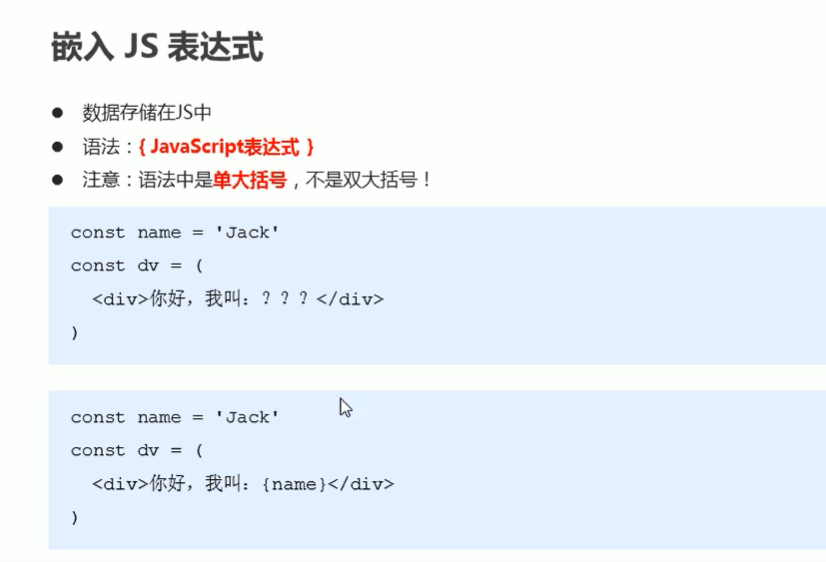 嵌入 JS 表达式
● 数据存储在JS中
● 语法：{ JavaScript表达式 }
● 注意：语法中是单大括号，不是双大括号！
const name = 'Jack'
const dv = (
  <div>你好，我叫：？？？</div>
)
const name = 'Jack'
const dv = (
  <div>你好，我叫：{name}</div>
)